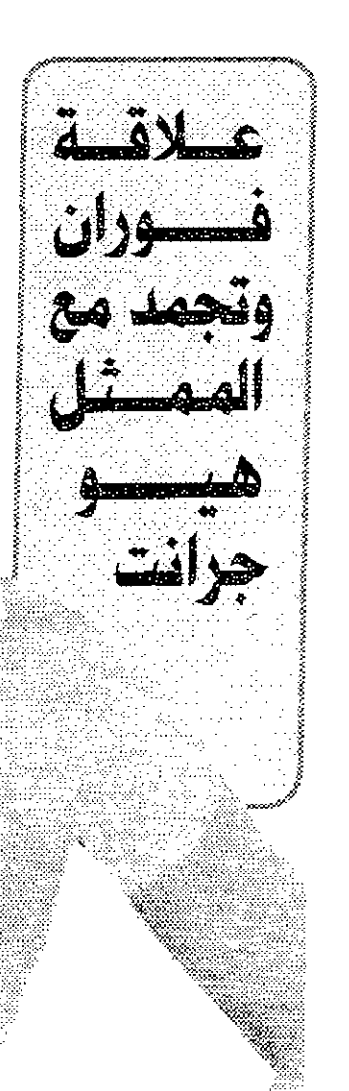 علاقة
فوران
وتجمد مع
الممثل
هيو
جرانت